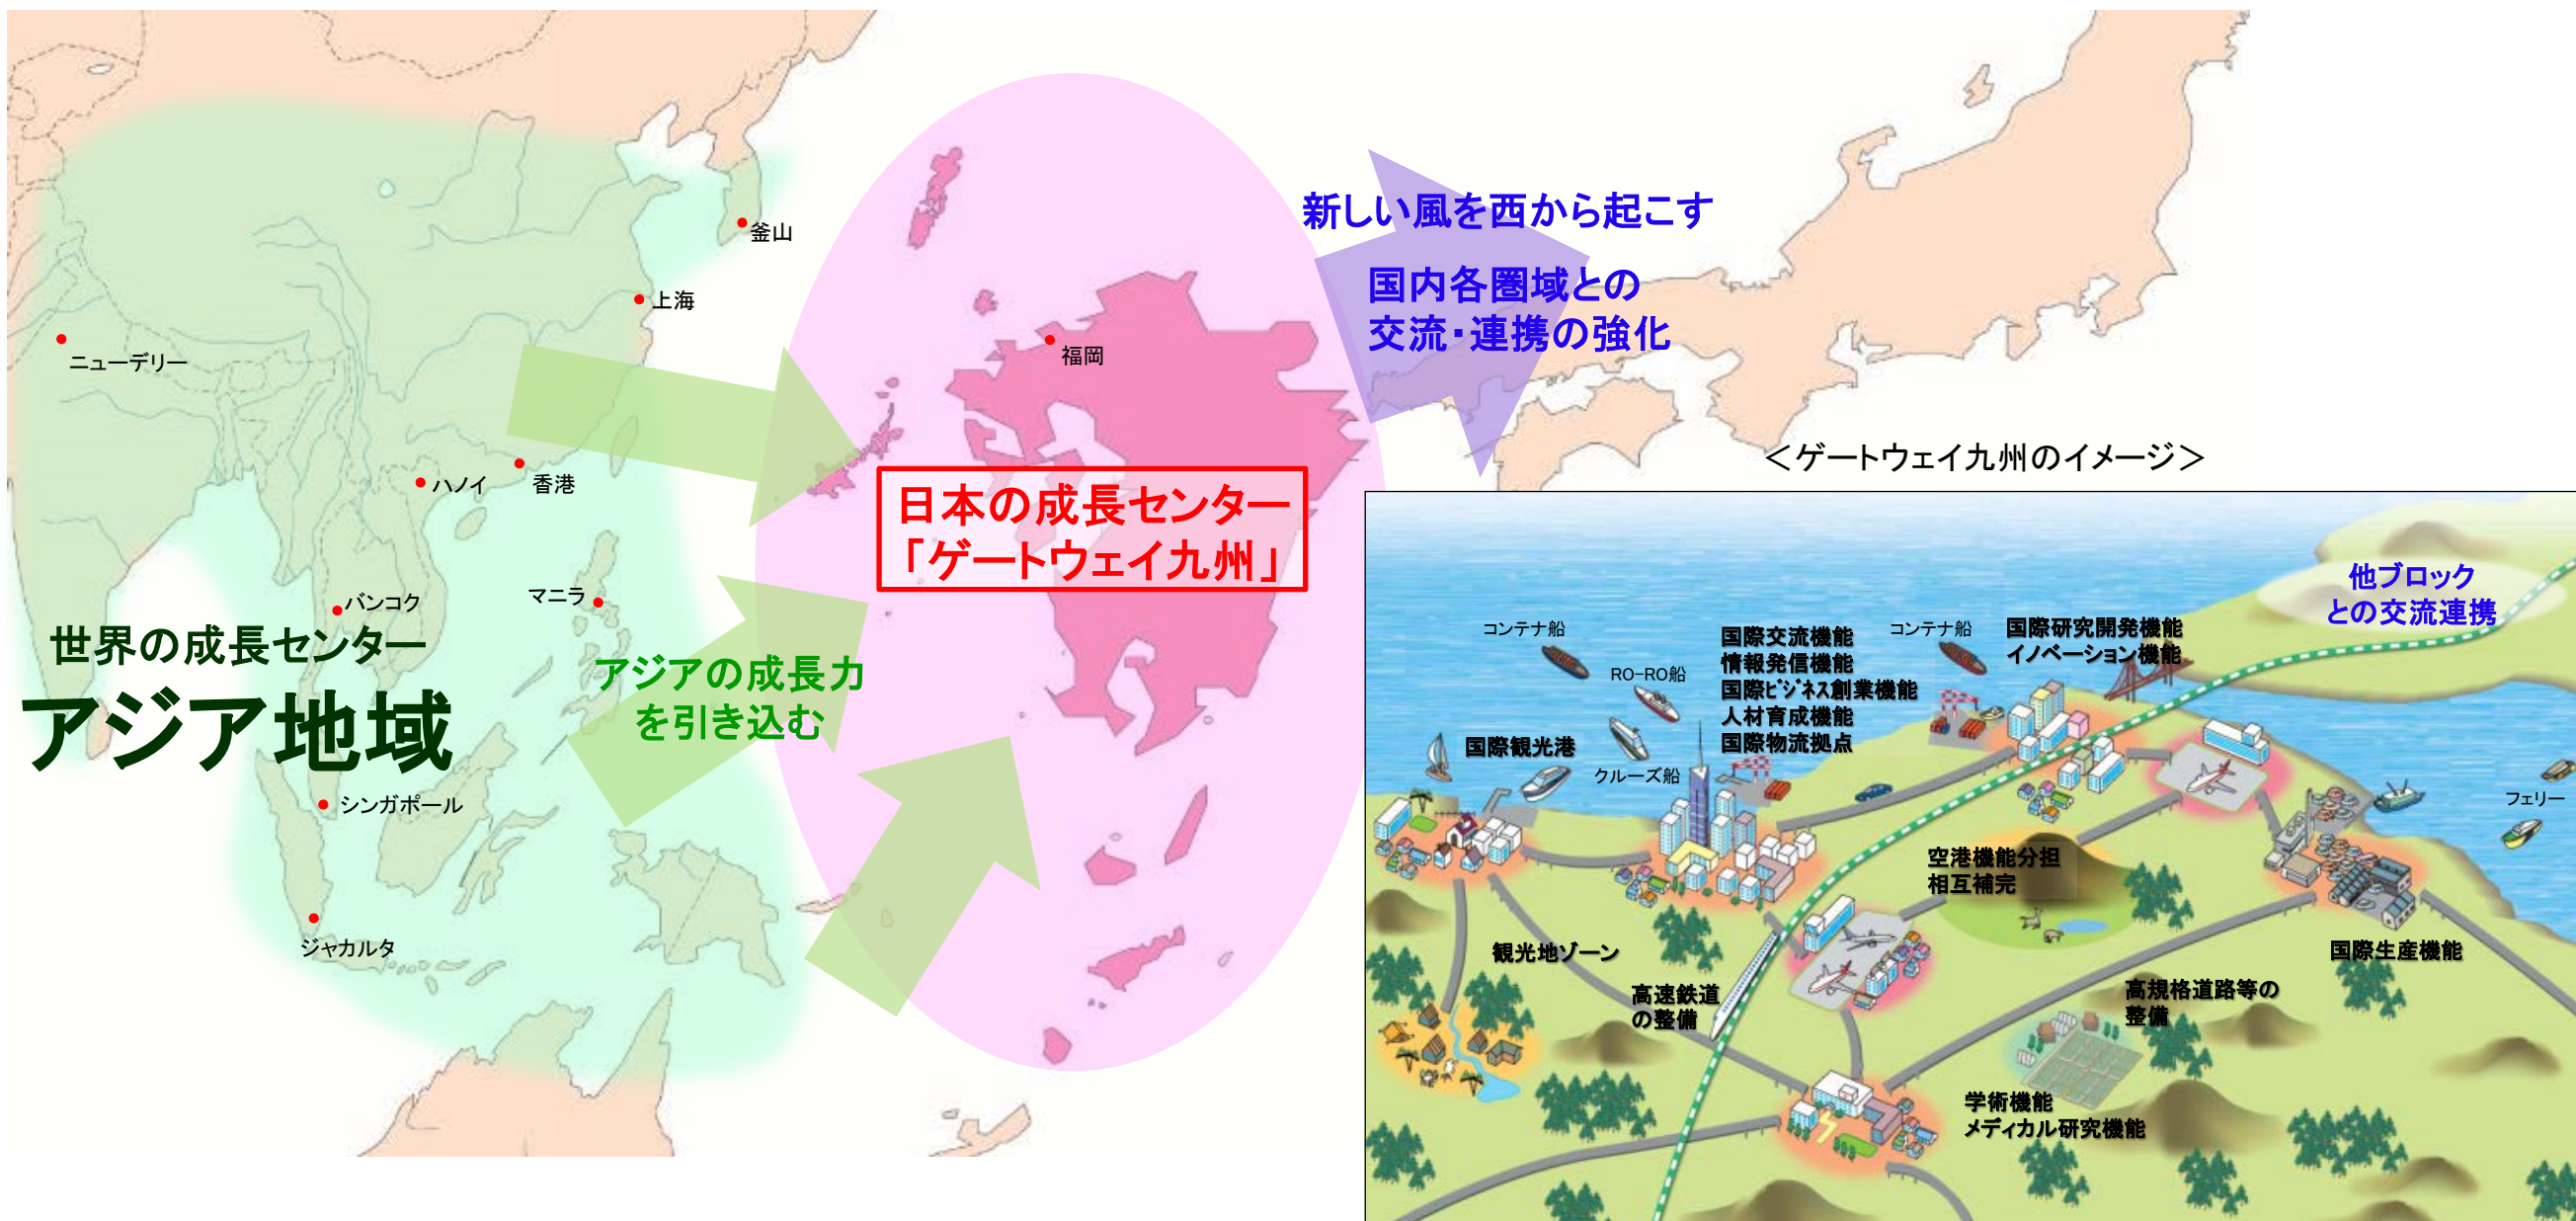 釜山
上海
ニューデリー
ハノイ
香港
バンコク
マニラ
世界の成長センター
アジア地域
シンガポール
ジャカルタ
アジアの成長力
を引き込む
福岡
日本の成長センター
「ゲートウェイ九州」
新しい風を西から起こす
国内各圏域との
交流・連携の強化
＜ゲートウェイ九州のイメージ＞
他ブロック
との交流連携
コンテナ船
RO-RO船
クルーズ船
国際観光港
国際交流機能
情報発信機能
国際ﾋﾞｼﾞﾈｽ創業機能
人材育成機能
国際物流拠点
コンテナ船
国際研究開発機能
イノベーション機能
フェリー
空港機能分担
相互補完
観光地ゾーン
高速鉄道
の整備
国際生産機能
高規格道路等の
整備
学術機能
メディカル研究機能